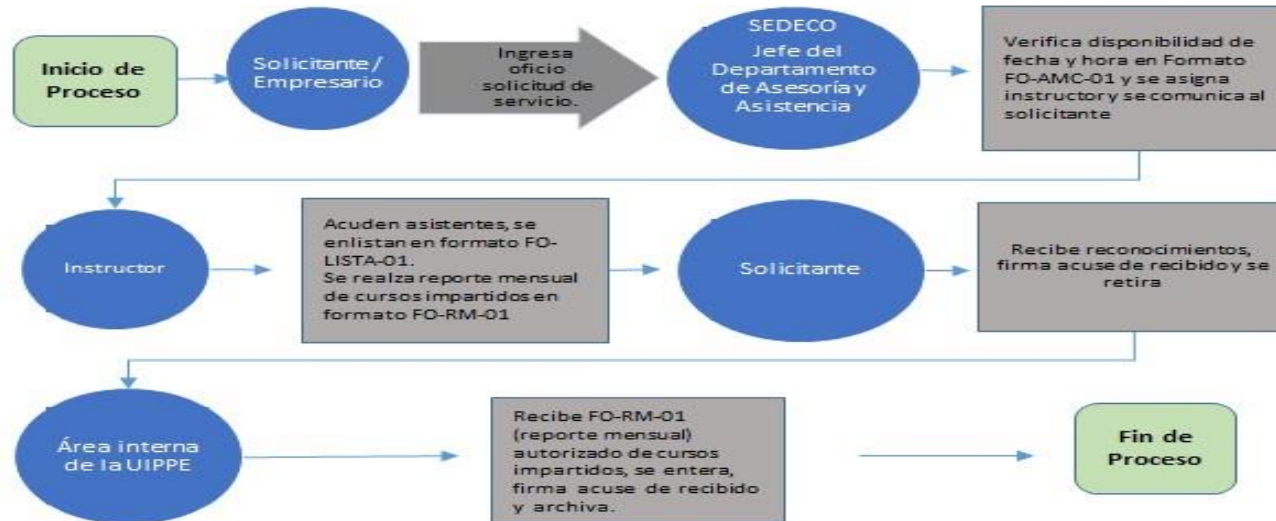 Inicio de
Proceso
Solicitante/
Empresario
Ingresa
oficio
solicitud de
servicio.
SEDECO
Jefe del
Departamento
de Asesoría y
Asistencia
Verifica disponibilidad de
fecha y hora en Formato
FO-AMC-01 y se asigna
instructor y se comunica al
solicitante
Instructor
Acuden asistentes, se
enlistan en formato FO-
LISTA-01.
Se realza reporte mensual
de cursos impartidos en
formato FO-RM-01
Solicitante
Recibe reconocimientos,
firma acuse de recibido y se
retira
Área interna
de la UIPPE
Recibe FO-RM-01
(reporte mensual)
autorizado de cursos
impartidos, se entera,
firma acuse de recibido
y archiva.
Fin de
Proceso